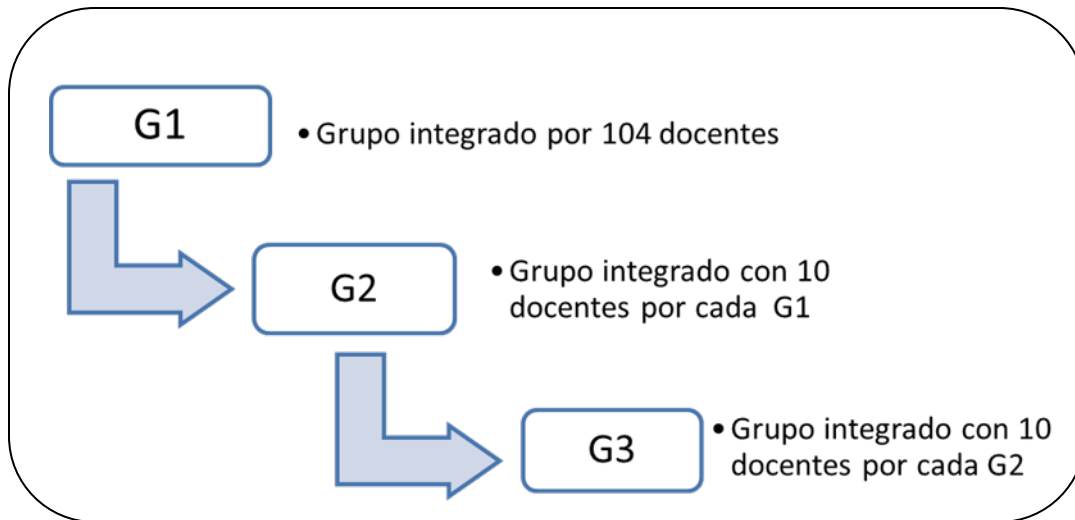 G1
• Grupo integrado por 104 docentes
G2
• Grupo integrado con 10
docentes por cada G1
G3
• Grupo integrado con 10
docentes por cada G2